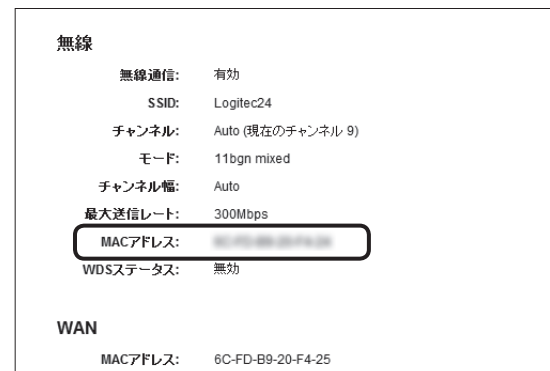 無線
無線通信: 有効
SSID: Logitec24
チャンネル: Auto (現在のチャンネル 9)
モード: 11bgn mixed
チャンネル幅: Auto
最大送信レート: 300Mbps
MACアドレス:
WDSステータス: 無効
WAN
MACアドレス: 6C-FD-B9-20-F4-25